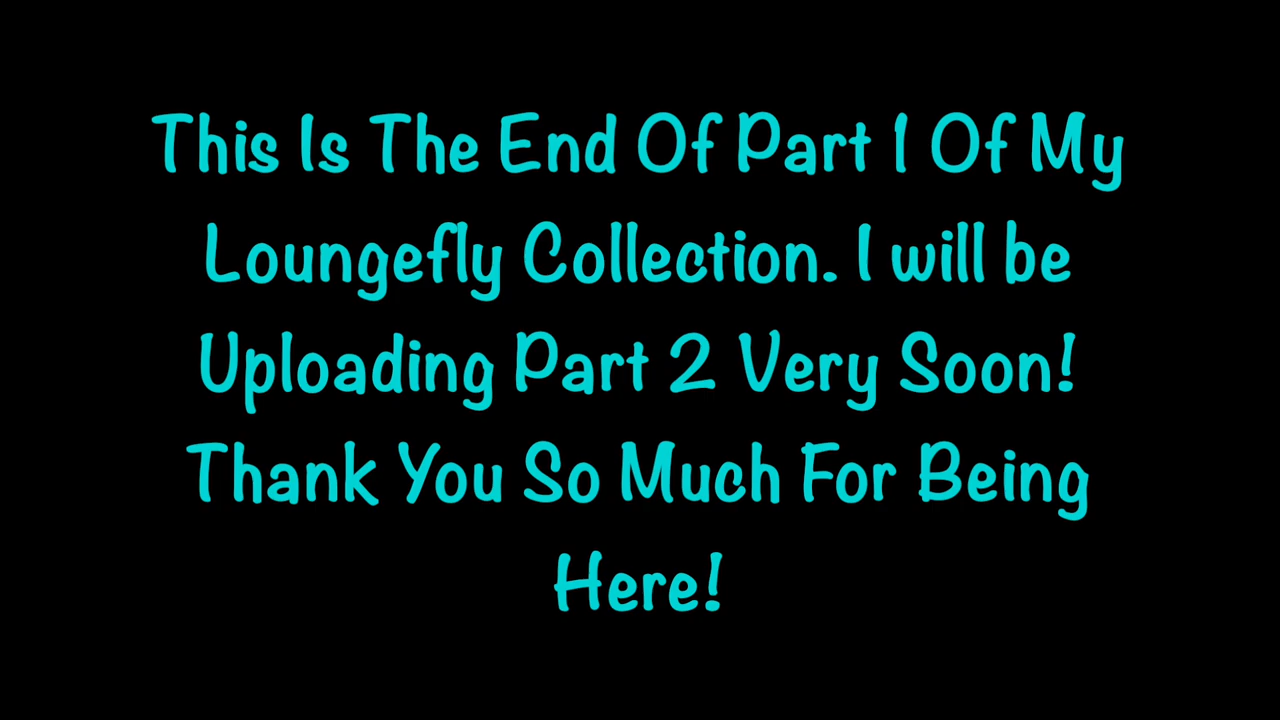 This Is The End Of Part 1 Of My
Loungefly Collection. I will be
Uploading Part 2 Very Soon!
Thank You So Much For Being
Here!